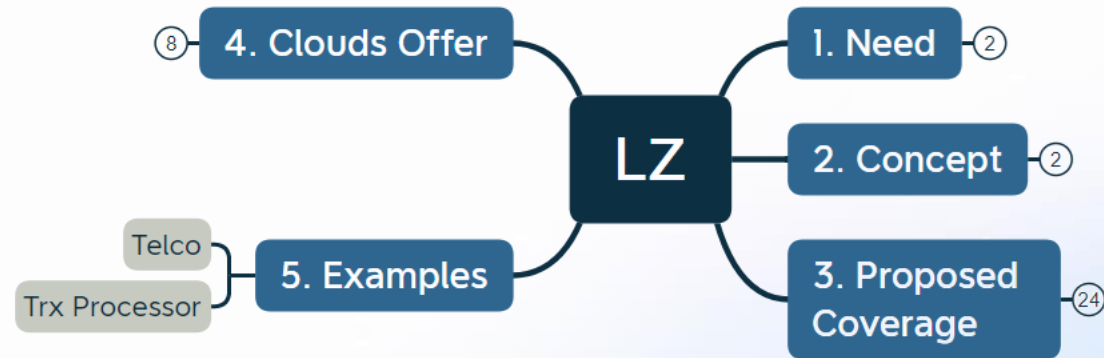 LZ
1. Need
2
2. Concept
2
3. Proposed
Coverage
24
4. Clouds Offer
8
5. Examples
Telco
Trx Processor